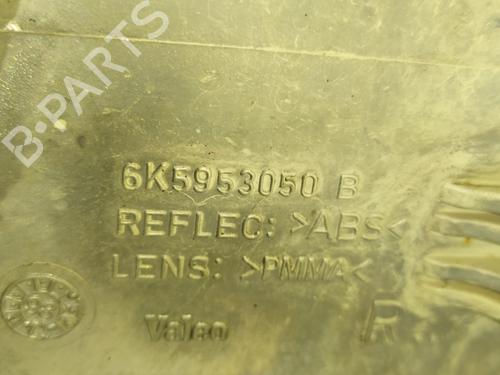 B-PARTS
6K5953050 B
REFLEC: >ABS<
LENS: >PMMA<
Valeo R